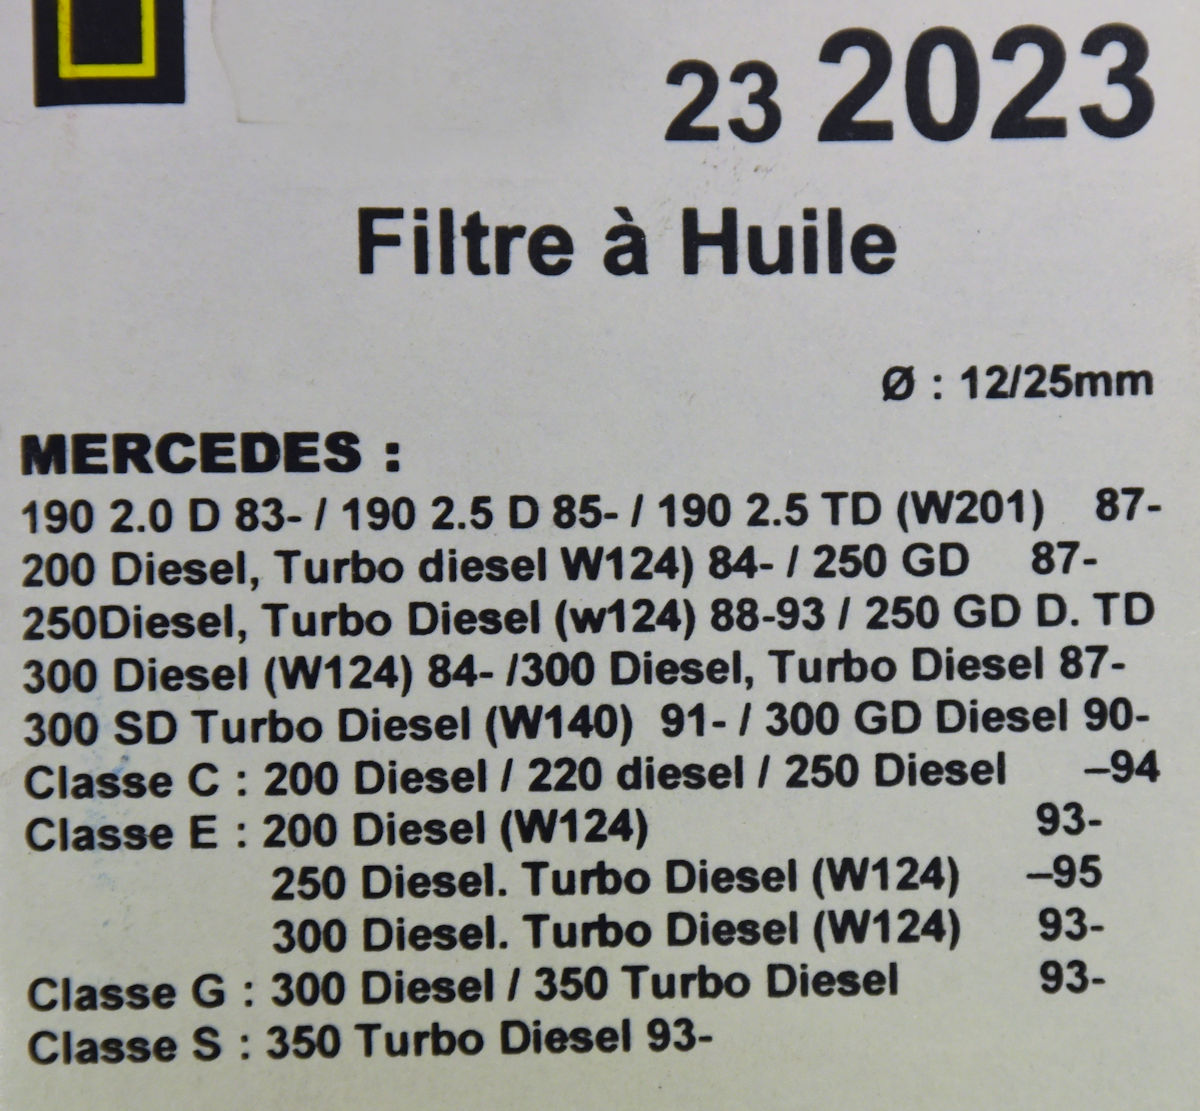 23 2023
Filtre à Huile
Ø : 12/25mm
MERCEDES :
190 2.0 D 83- / 190 2.5 D 85- / 190 2.5 TD (W201) 87-
200 Diesel, Turbo diesel W124) 84- / 250 GD 87-
250Diesel, Turbo Diesel (w124) 88-93 / 250 GD D. TD
300 Diesel (W124) 84- /300 Diesel, Turbo Diesel 87-
300 SD Turbo Diesel (W140) 91- / 300 GD Diesel 90-
Classe C : 200 Diesel / 220 diesel / 250 Diesel –94
Classe E : 200 Diesel (W124) 93-
250 Diesel. Turbo Diesel (W124) –95
300 Diesel. Turbo Diesel (W124) 93-
Classe G : 300 Diesel / 350 Turbo Diesel 93-
Classe S : 350 Turbo Diesel 93-